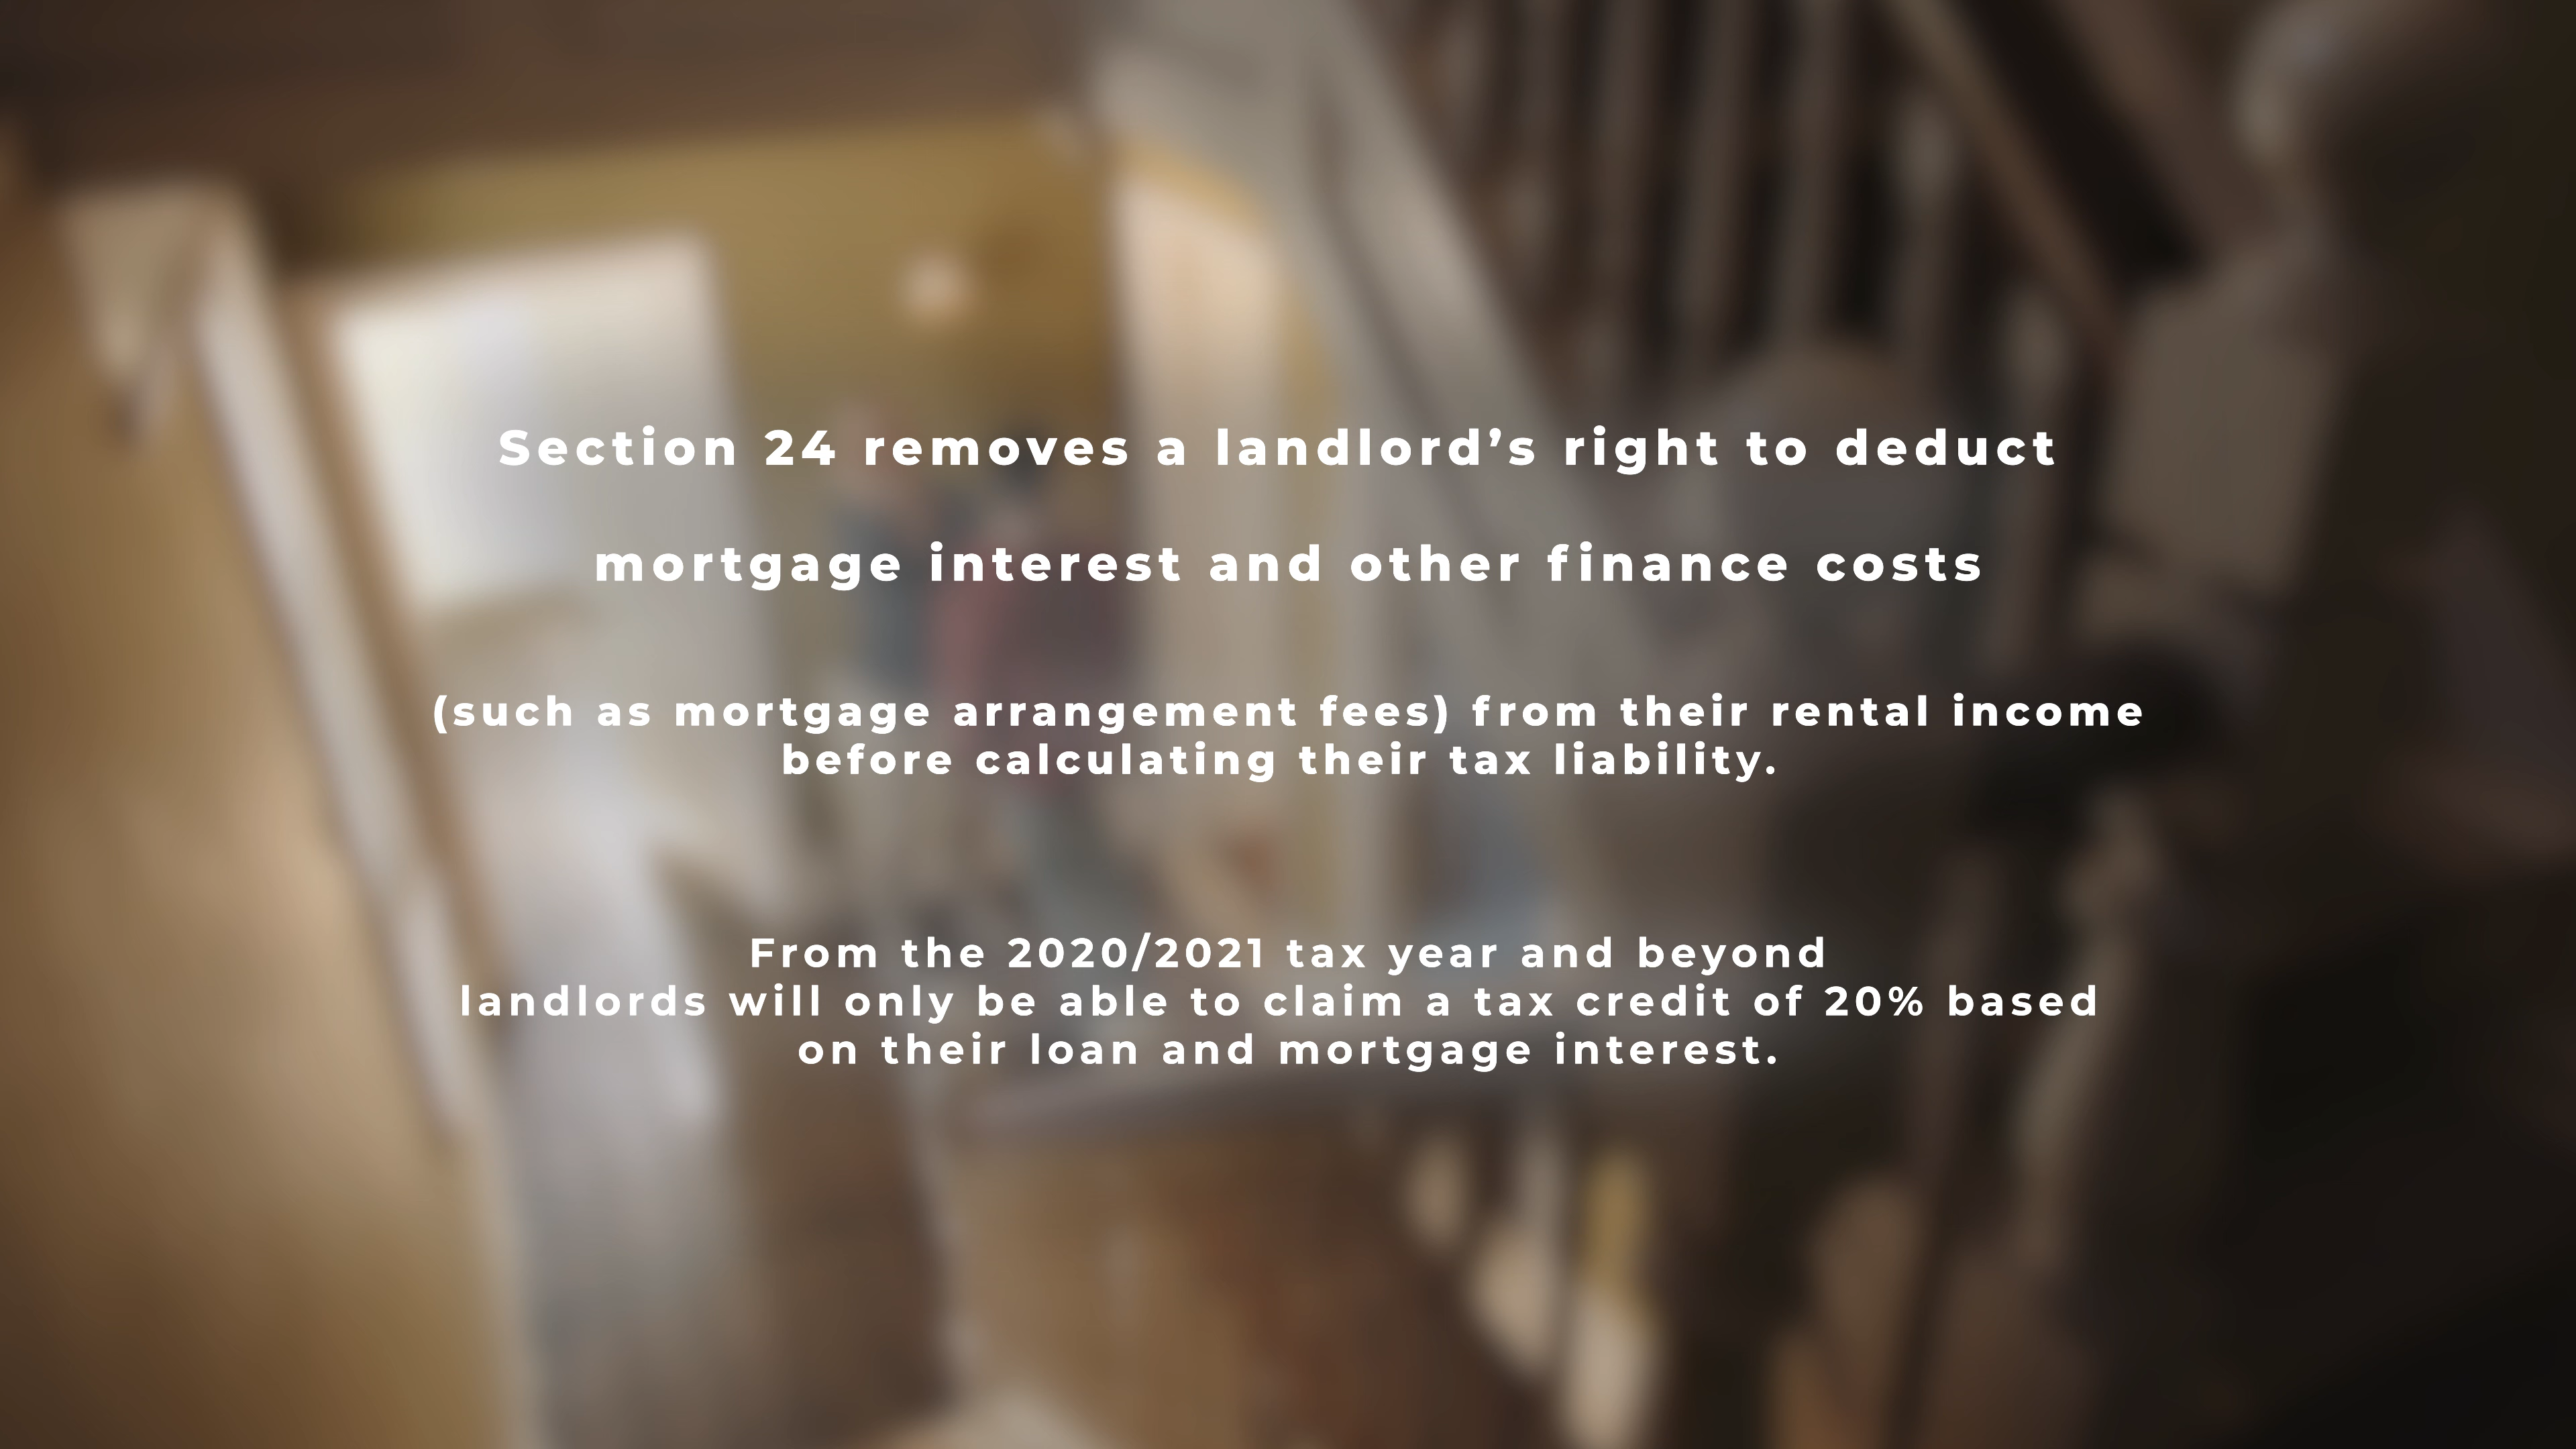 Section 24 removes a landlord’s right to deduct
mortgage interest and other finance costs
(such as mortgage arrangement fees) from their rental income
before calculating their tax liability.
From the 2020/2021 tax year and beyond
landlords will only be able to claim a tax credit of 20% based
on their loan and mortgage interest.